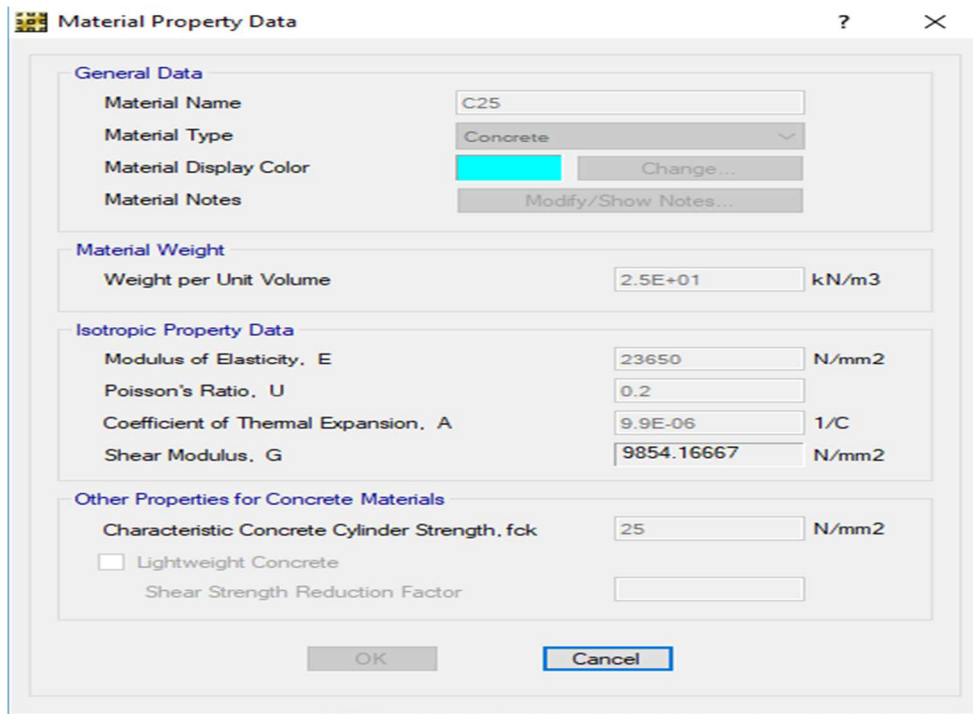 Material Property Data ? ✕
General Data
Material Name C25
Material Type Concrete
Material Display Color Change...
Material Notes Modify/Show Notes...
Material Weight
Weight per Unit Volume 2.5E+01 kN/m3
Isotropic Property Data
Modulus of Elasticity, E 23650 N/mm2
Poisson's Ratio, U 0.2
Coefficient of Thermal Expansion, A 9.9E-06 1/C
Shear Modulus, G 9854.16667 N/mm2
Other Properties for Concrete Materials
Characteristic Concrete Cylinder Strength, fck 25 N/mm2
Lightweight Concrete
Shear Strength Reduction Factor
OK Cancel